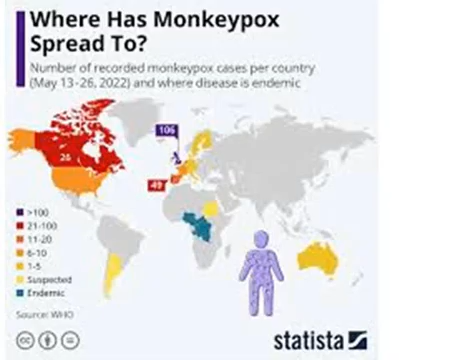 Where Has Monkeypox
Spread To?
Number of recorded monkeypox cases per country
(May 13-26, 2022) and where disease is endemic
106
26
49
>100
21-100
11-20
6-10
1-5
Suspected
Endemic
Source: WHO
statista